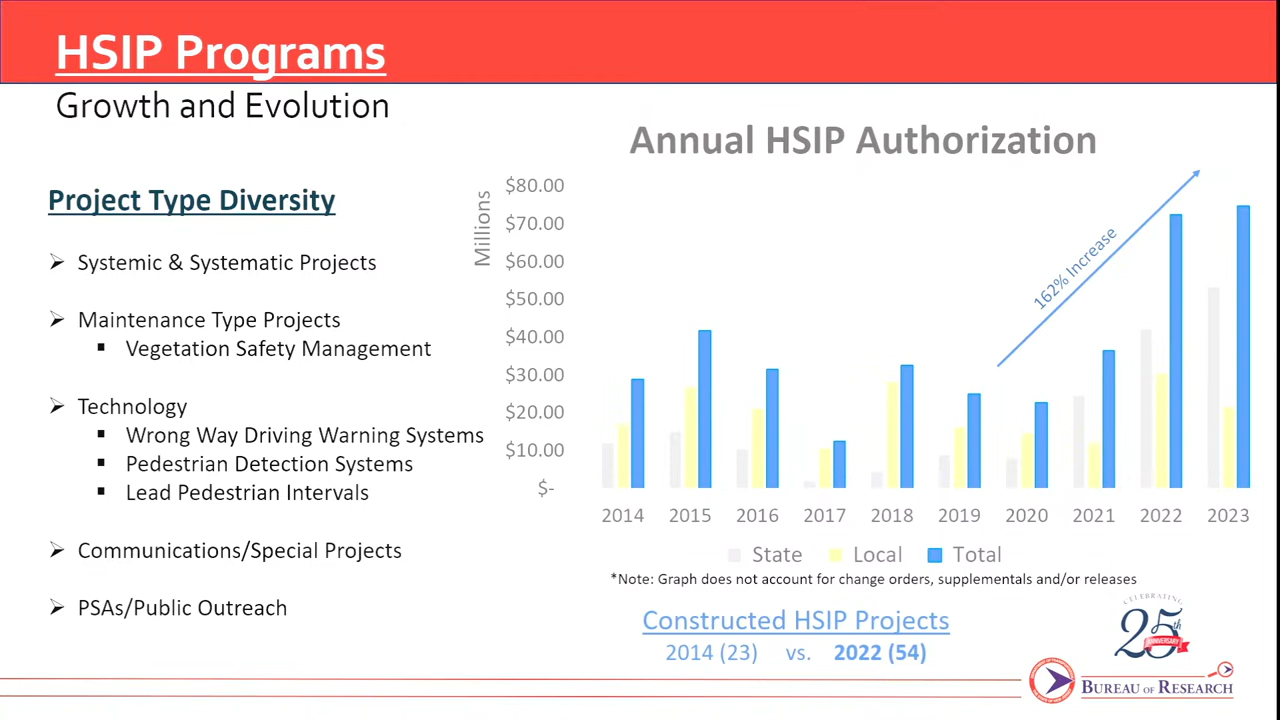 HSIP Programs
Growth and Evolution
Project Type Diversity
Systemic & Systematic Projects
Maintenance Type Projects
Vegetation Safety Management
Technology
Wrong Way Driving Warning Systems
Pedestrian Detection Systems
Lead Pedestrian Intervals
Communications/Special Projects
PSAs/Public Outreach
Annual HSIP Authorization
Millions
$80.00
$70.00
$60.00
$50.00
$40.00
$30.00
$20.00
$10.00
$-
162% Increase
2014 2015 2016 2017 2018 2019 2020 2021 2022 2023
State Local Total
*Note: Graph does not account for change orders, supplementals and/or releases
Constructed HSIP Projects
2014 (23) vs. 2022 (54)
CELEBRATING
25th
ANNIVERSARY
BUREAU OF RESEARCH